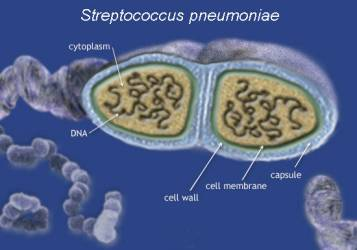 Streptococcus pneumoniae
cytoplasm
DNA
cell wall
cell membrane
capsule